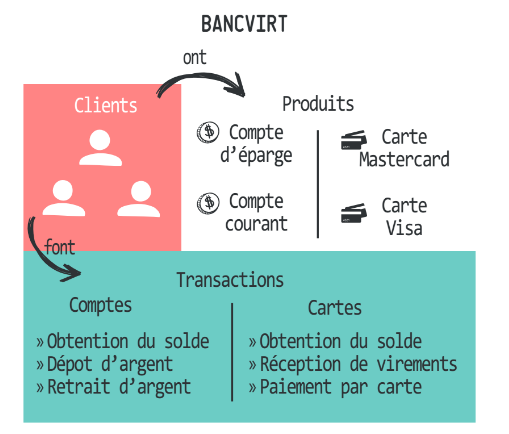 BANCVIRT
ont
Clients
Produits
Compte
d'éparge
Carte
Mastercard
Compte
courant
Carte
Visa
font
Transactions
Comptes
» Obtention du solde
» Dépot d'argent
» Retrait d'argent
Cartes
» Obtention du solde
» Réception de virements
» Paiement par carte